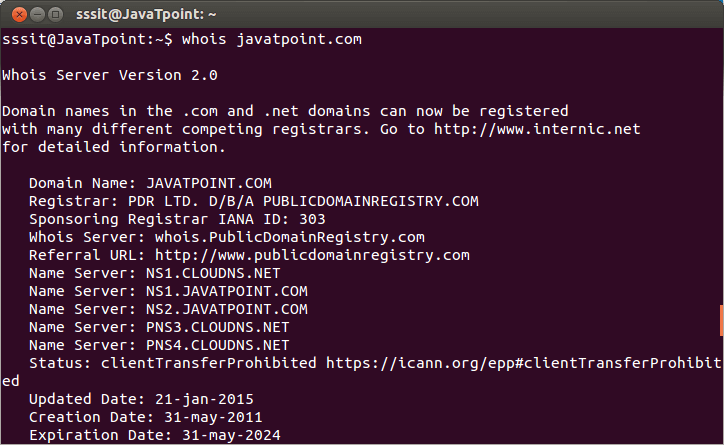 sssit@JavaTpoint: ~
sssit@JavaTpoint:~$ whois javatpoint.com
Whois Server Version 2.0
Domain names in the .com and .net domains can now be registered
with many different competing registrars. Go to http://www.internic.net
for detailed information.
Domain Name: JAVATPOINT.COM
Registrar: PDR LTD. D/B/A PUBLICDOMAINREGISTRY.COM
Sponsoring Registrar IANA ID: 303
Whois Server: whois.PublicDomainRegistry.com
Referral URL: http://www.publicdomainregistry.com
Name Server: NS1.CLOUDNS.NET
Name Server: NS1.JAVATPOINT.COM
Name Server: NS2.JAVATPOINT.COM
Name Server: PNS3.CLOUDNS.NET
Name Server: PNS4.CLOUDNS.NET
Status: clientTransferProhibited https://icann.org/epp#clientTransferProhibit
ed
Updated Date: 21-jan-2015
Creation Date: 31-may-2011
Expiration Date: 31-may-2024